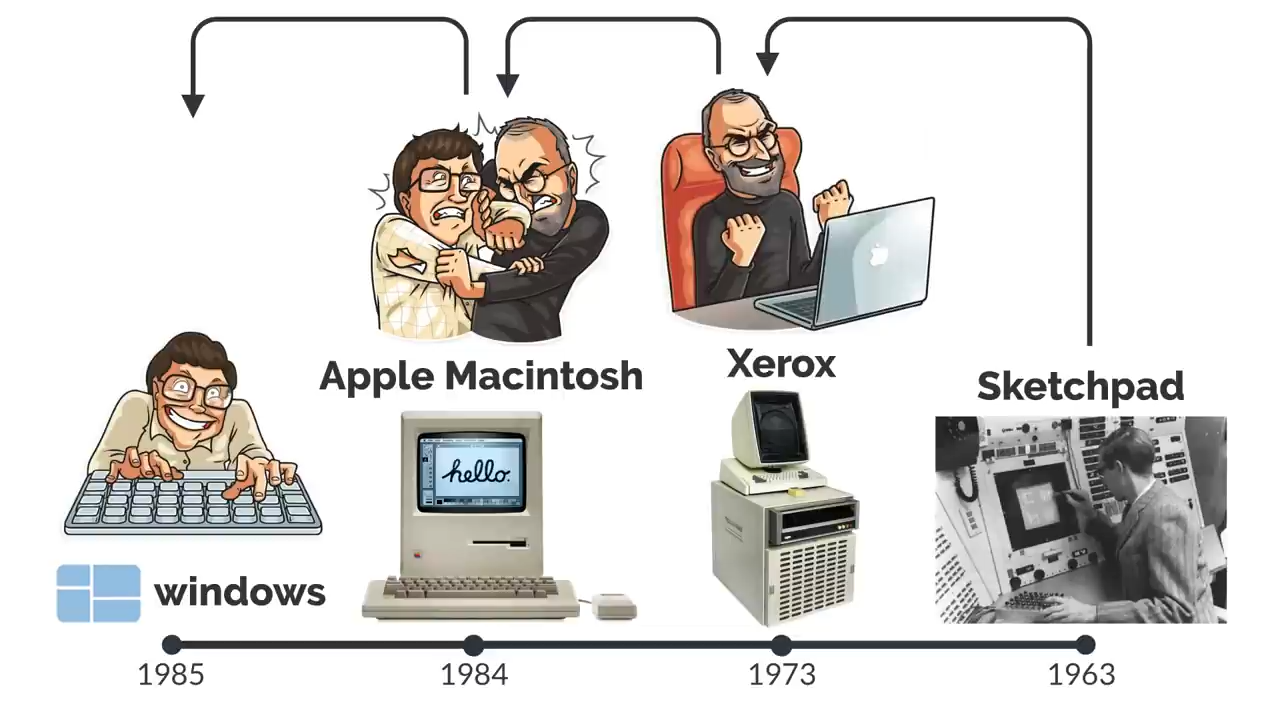 Xerox
Apple Macintosh
Sketchpad
hello.
windows
1985
1984
1973
1963